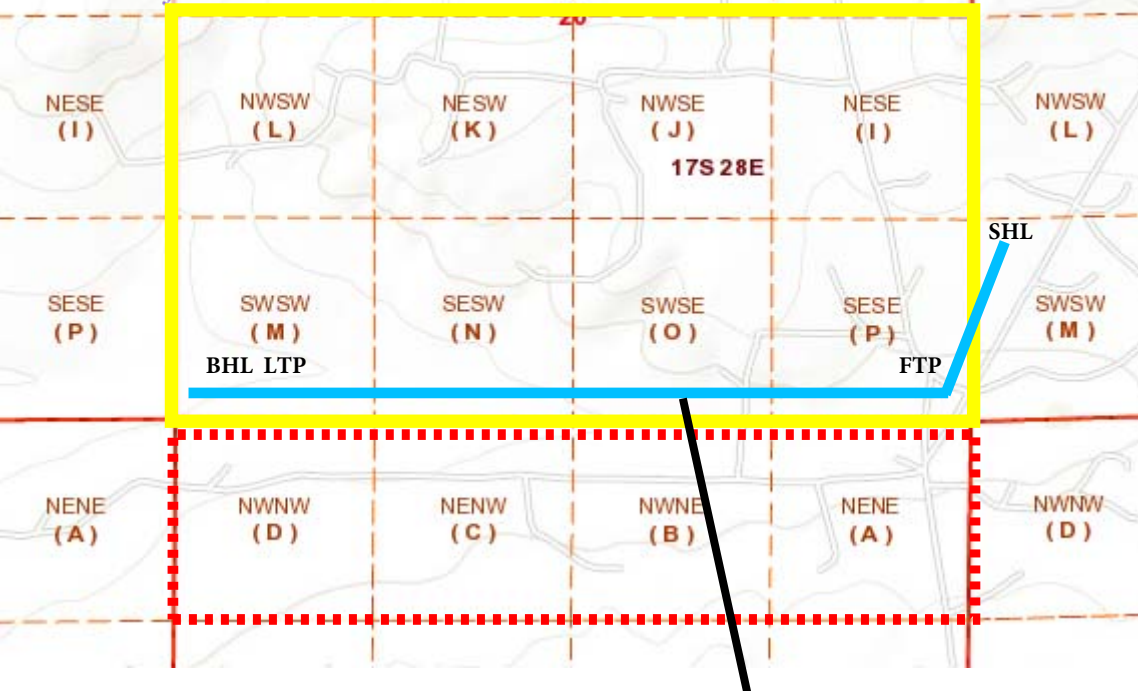 NESE
(I)
NWSW
(L)
NESW
(K)
NWSE
(J)
NESE
(I)
NWSW
(L)
17S 28E
SHL
SESE
(P)
SWSW
(M)
SESW
(N)
SWSE
(O)
SESE
(P)
SWSW
(M)
BHL LTP
FTP
NENE
(A)
NWNW
(D)
NENW
(C)
NWNE
(B)
NENE
(A)
NWNW
(D)